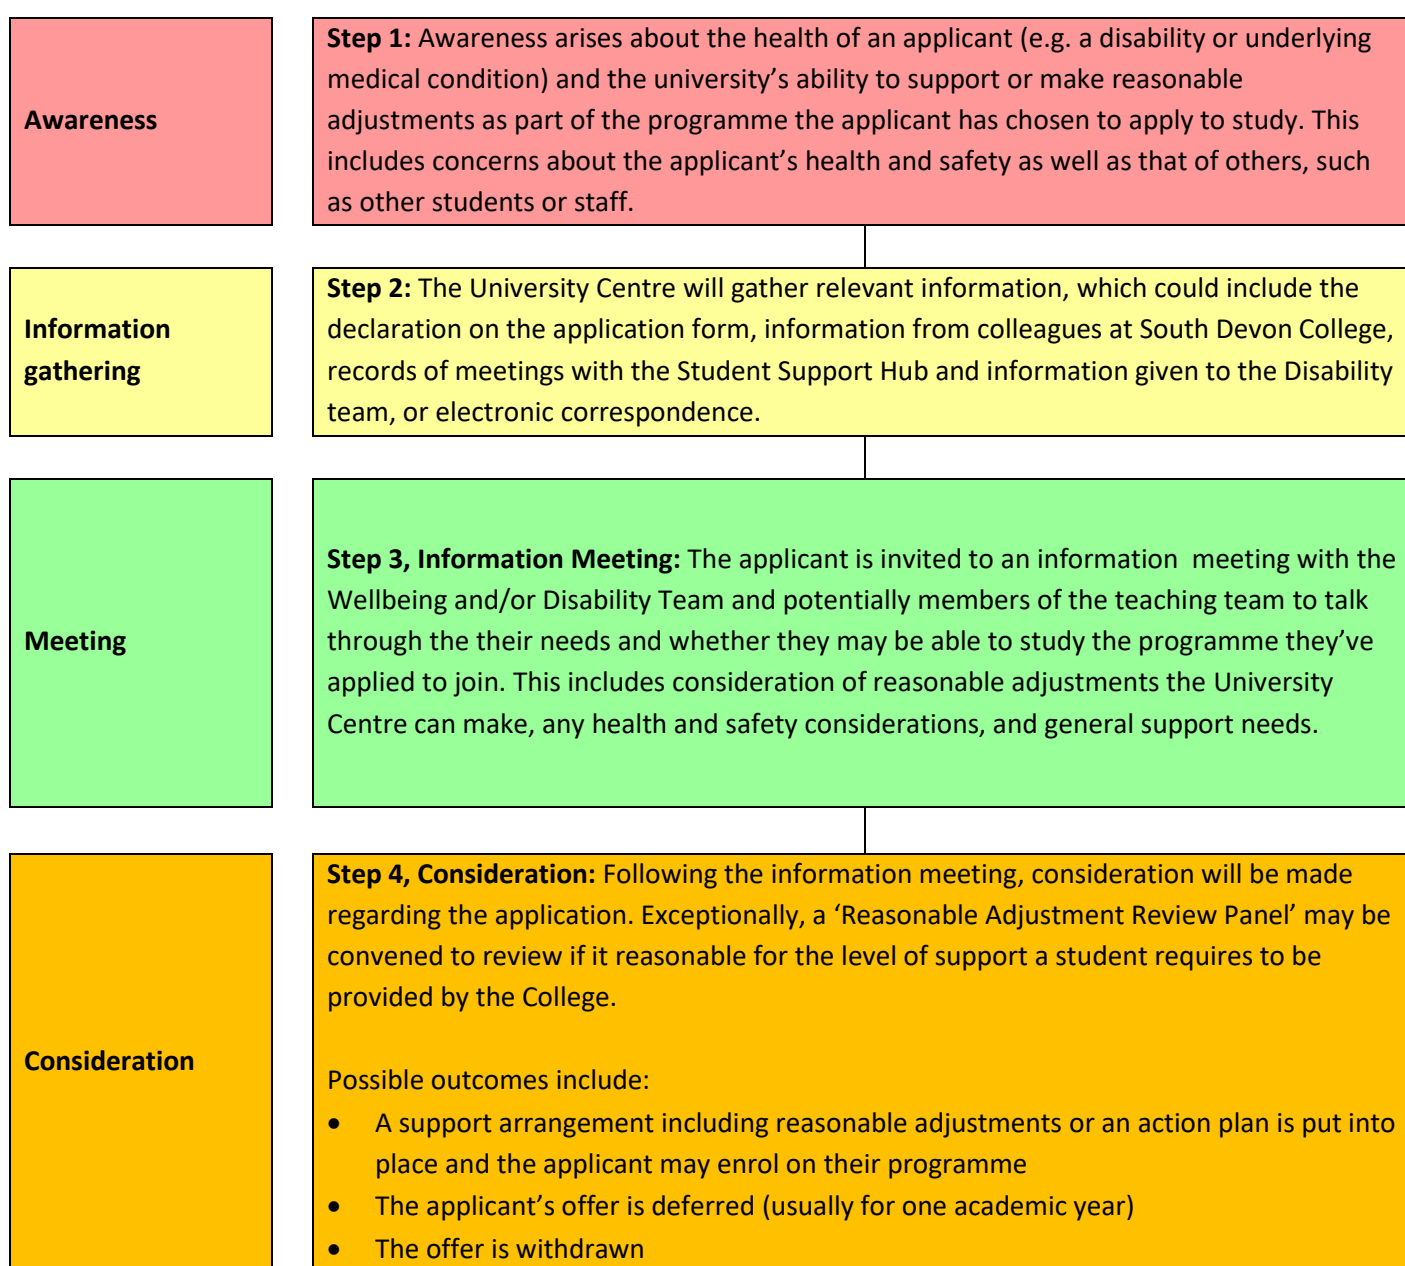 Awareness
Step 1: Awareness arises about the health of an applicant (e.g. a disability or underlying
medical condition) and the university’s ability to support or make reasonable
adjustments as part of the programme the applicant has chosen to apply to study. This
includes concerns about the applicant’s health and safety as well as that of others, such
as other students or staff.
Information
gathering
Step 2: The University Centre will gather relevant information, which could include the
declaration on the application form, information from colleagues at South Devon College,
records of meetings with the Student Support Hub and information given to the Disability
team, or electronic correspondence.
Meeting
Step 3, Information Meeting: The applicant is invited to an information  meeting with the
Wellbeing and/or Disability Team and potentially members of the teaching team to talk
through the their needs and whether they may be able to study the programme they’ve
applied to join. This includes consideration of reasonable adjustments the University
Centre can make, any health and safety considerations, and general support needs.
Consideration
Step 4, Consideration: Following the information meeting, consideration will be made
regarding the application. Exceptionally, a ‘Reasonable Adjustment Review Panel’ may be
convened to review if it reasonable for the level of support a student requires to be
provided by the College.
Possible outcomes include:
• A support arrangement including reasonable adjustments or an action plan is put into
place and the applicant may enrol on their programme
• The applicant’s offer is deferred (usually for one academic year)
• The offer is withdrawn